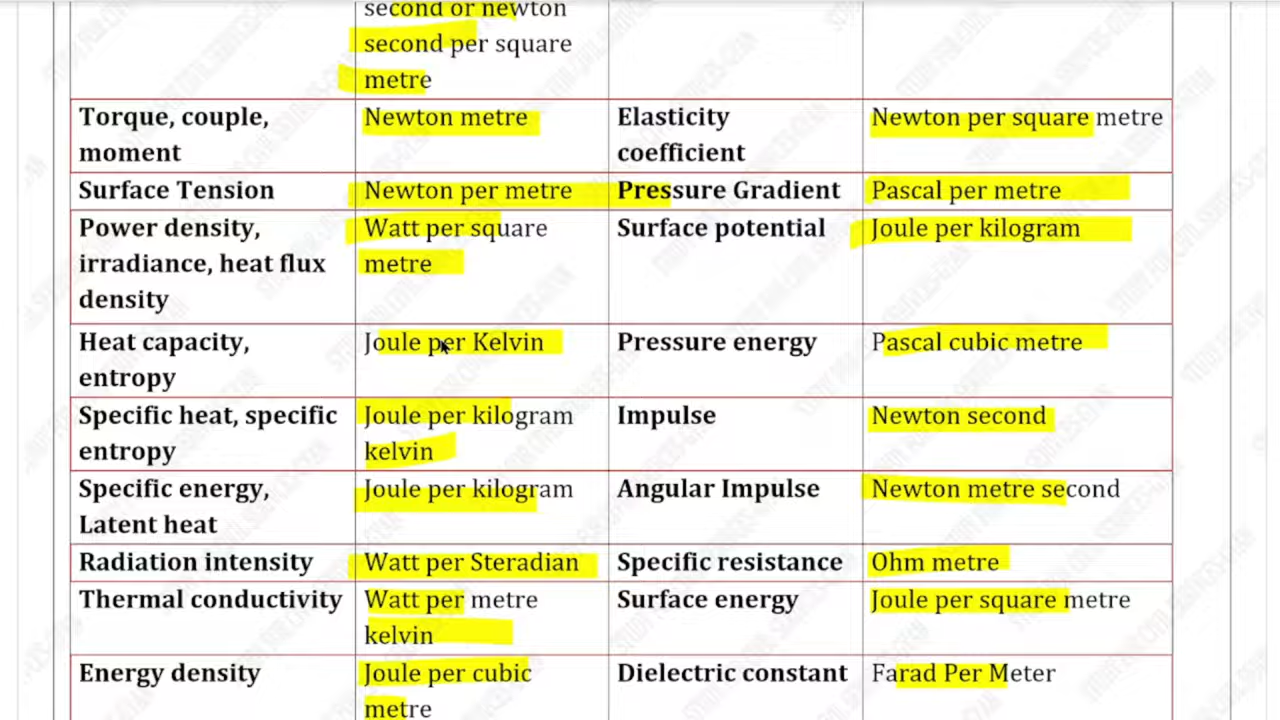 second or newton
second per square
metre
Torque, couple, moment Newton metre Elasticity coefficient Newton per square metre
Surface Tension Newton per metre Pressure Gradient Pascal per metre
Power density, irradiance, heat flux density Watt per square metre Surface potential Joule per kilogram
Heat capacity, entropy Joule per Kelvin Pressure energy Pascal cubic metre
Specific heat, specific entropy Joule per kilogram kelvin Impulse Newton second
Specific energy, Latent heat Joule per kilogram Angular Impulse Newton metre second
Radiation intensity Watt per Steradian Specific resistance Ohm metre
Thermal conductivity Watt per metre kelvin Surface energy Joule per square metre
Energy density Joule per cubic metre Dielectric constant Farad Per Meter